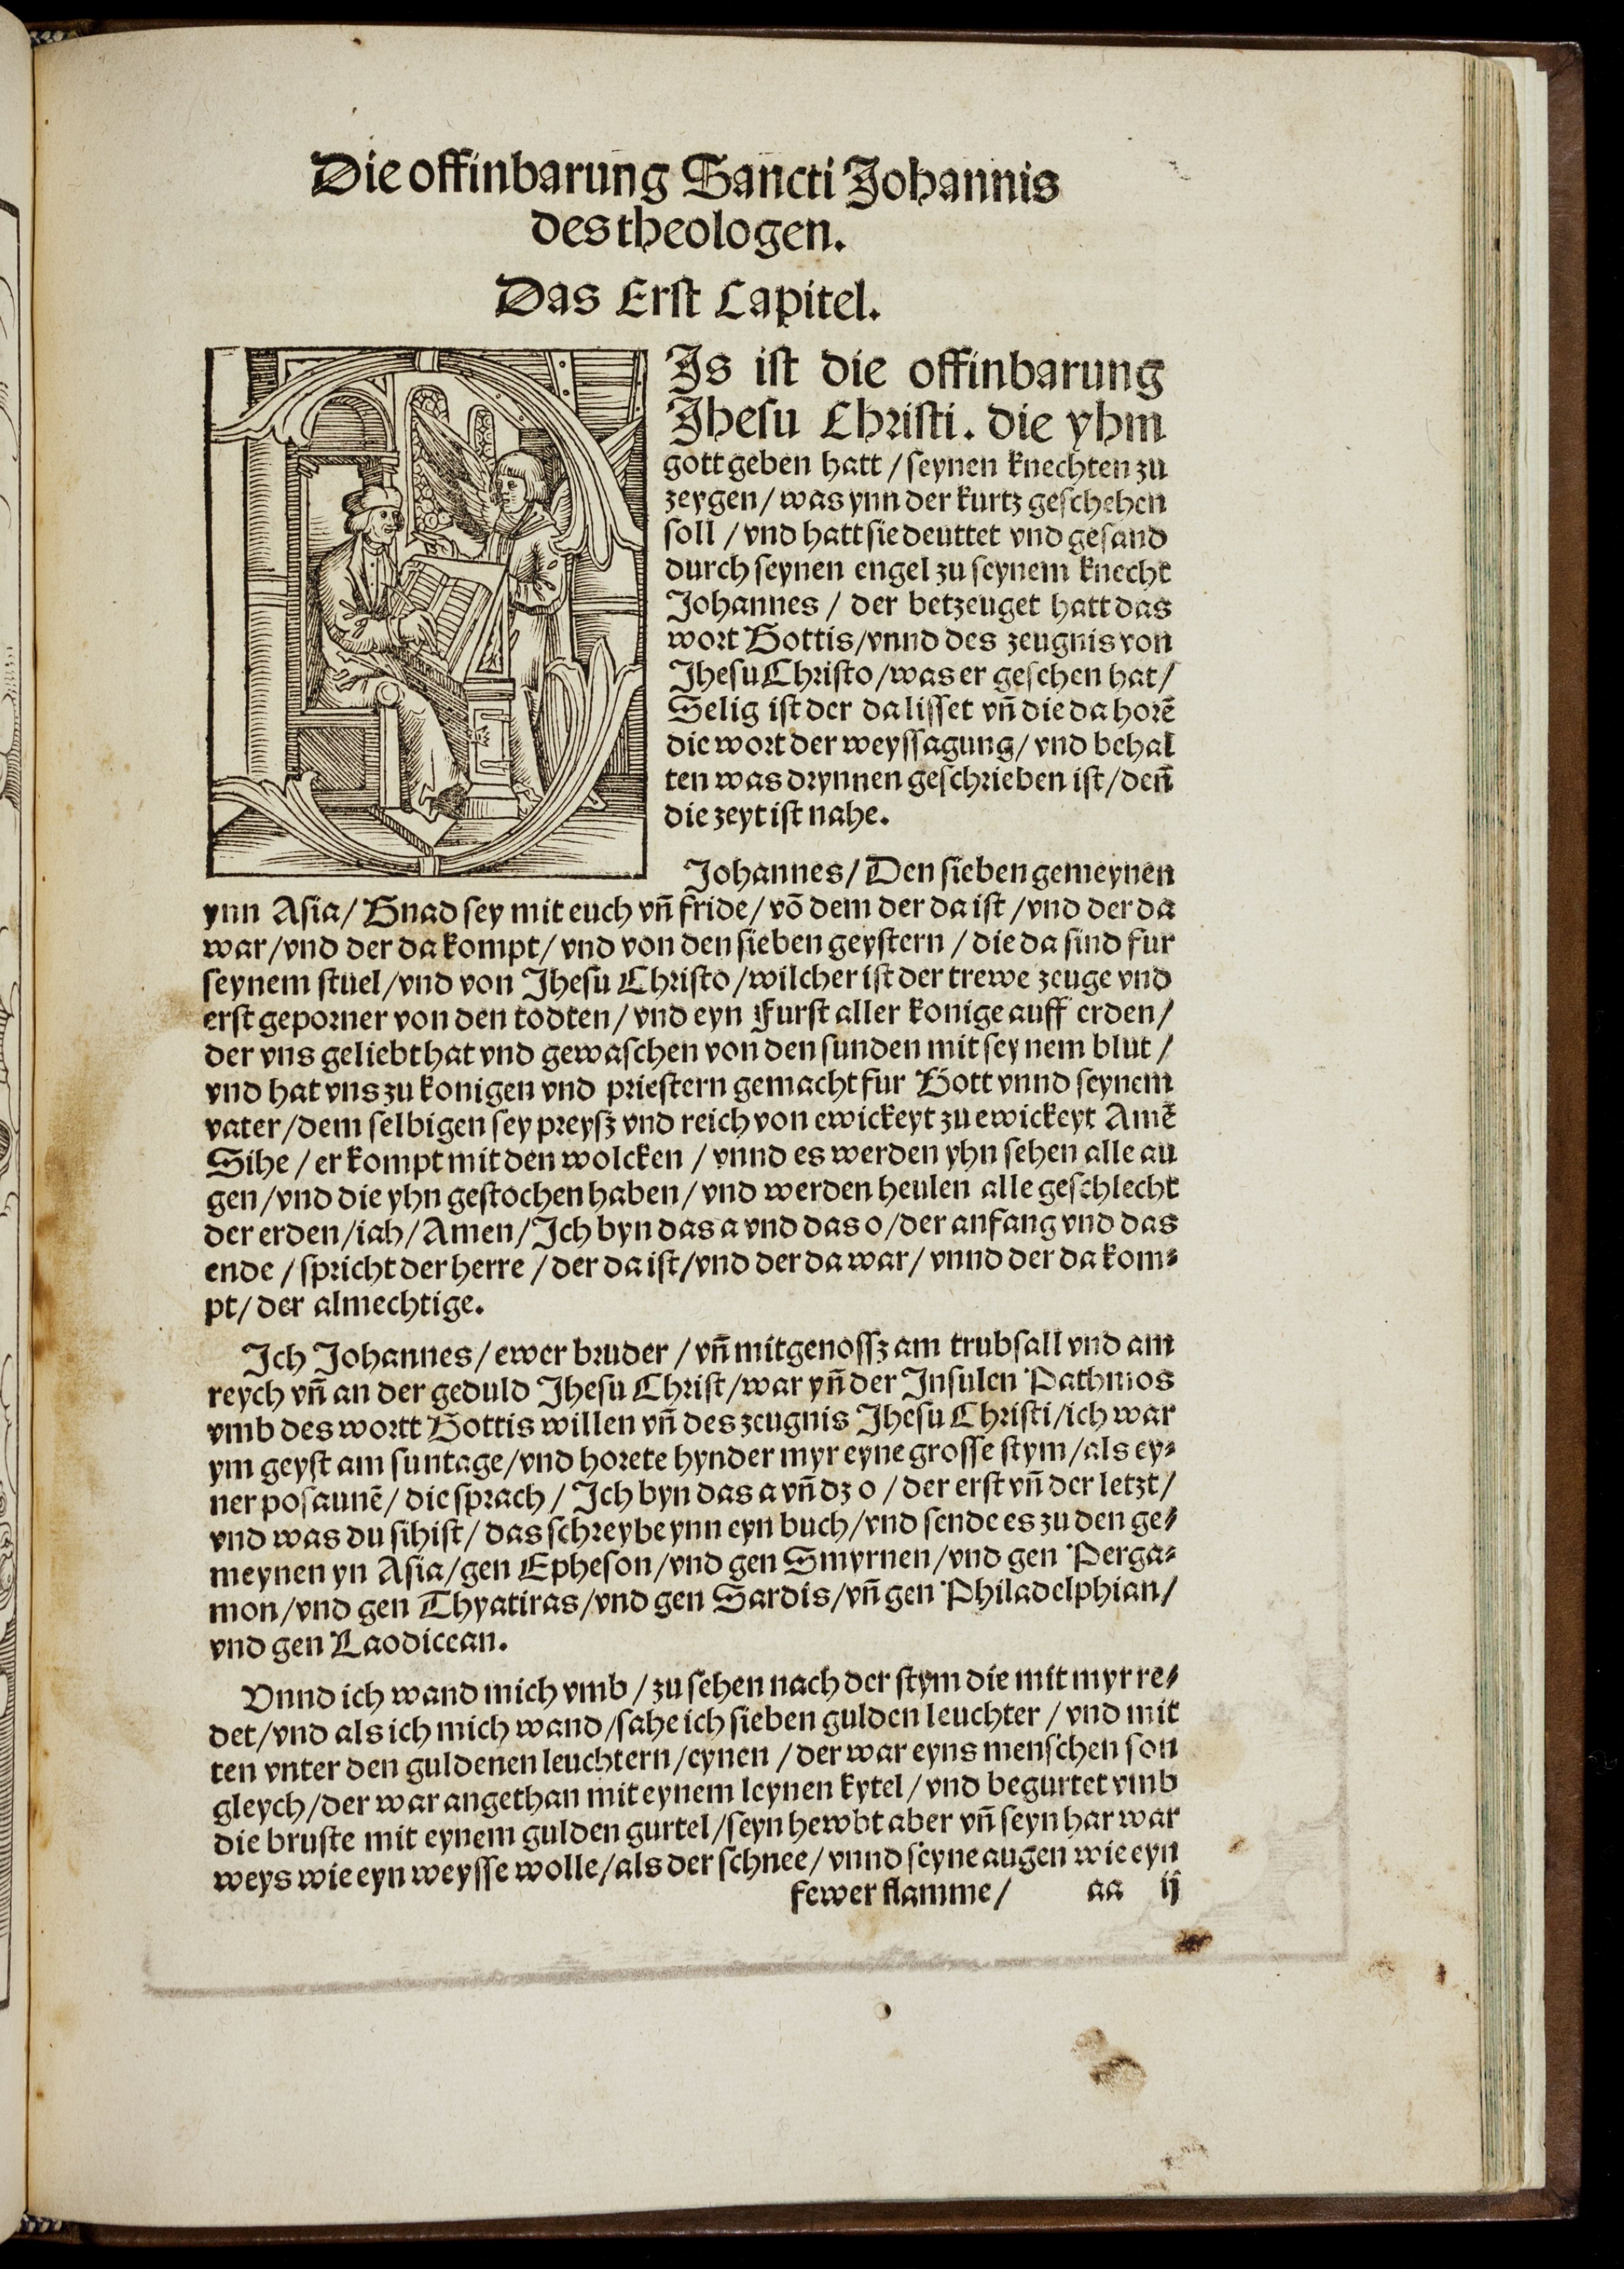 Die offinbarung Sancti Johannis
des theologen.
Das Erst Capitel.
Js ist die offinbarung
Jhesu Christi. die yhm
gott geben hatt / seynen knechten zu
zeygen / was ynn der kurtz geschehen
soll / vnd hatt sie deuttet vnd gesand
durch seynen engel zu seynem knecht
Johannes / der betzeuget hatt das
wort Gottis/vnnd des zeugnis von
Jhesu Christo/was er gesehen hat/
Selig ist der da lisset vñ die da horẽ
die wort der weyssagung/ vnd behal
ten was drynnen geschrieben ist/deñ
die zeyt ist nahe.
Johannes/Den sieben gemeynen
ynn Asia/ Gnad sey mit euch vñ fride/ võ dem der da ist /vnd der da
war/vnd der da kompt/ vnd von den sieben geystern / die da sind fur
seynem stuel/vnd von Jhesu Christo/wilcher ist der trewe zeuge vnd
erst geporner von den todten/ vnd eyn Furst aller konige auff erden/
der vns geliebt hat vnd gewaschen von den sunden mit seynem blut/
vnd hat vns zu konigen vnd priestern gemacht fur Gott vnnd seynem
vater/dem selbigen sey preysz vnd reich von ewickeyt zu ewickeyt Amẽ
Sihe / er kompt mit den wolcken / vnnd es werden yhn sehen alle au
gen/vnd die yhn gestochen haben/ vnd werden heulen alle geschlecht
der erden/iah/Amen/Jch byn das a vnd das o/der anfang vnd das
ende / spricht der herre / der da ist/vnd der da war/ vnnd der da kom⸗
pt/ der almechtige.
Jch Johannes/ewer bruder /vñ mitgenossz am trubsall vnd am
reych vñ an der geduld Jhesu Christ/war yñ der Jnsulen Pathmos
vmb des wortt Gottis willen vñ des zeugnis Jhesu Christi/ich war
ym geyst am suntage/vnd horete hynder myr eyne grosse stym/als ey⸗
ner posaunẽ/ die sprach/ Jch byn das a vñ dz o /der erst vñ der letzt/
vnd was du sihist/ das schreybe ynn eyn buch/vnd sende es zu den ge⸗
meynen yn Asia/gen Epheson/vnd gen Smyrnen/vnd gen Perga⸗
mon/vnd gen Thyatiras/vnd gen Sardis/vñ gen Philadelphian/
vnd gen Laodicean.
Vnnd ich wand mich vmb / zu sehen nach der stym die mit myr re⸗
det/vnd als ich mich wand /sahe ich sieben gulden leuchter / vnd mit
ten vnter den guldenen leuchtern/eynen /der war eyns menschen son
gleych/der war angethan mit eynem leynen kytel/ vnd begurtet vmb
die bruste mit eynem gulden gurtel/seyn hewbt aber vñ seyn har war
weys wie eyn weysse wolle/als der schnee/ vnnd seyne augen wie eyn
fewer flamme/ aa ij